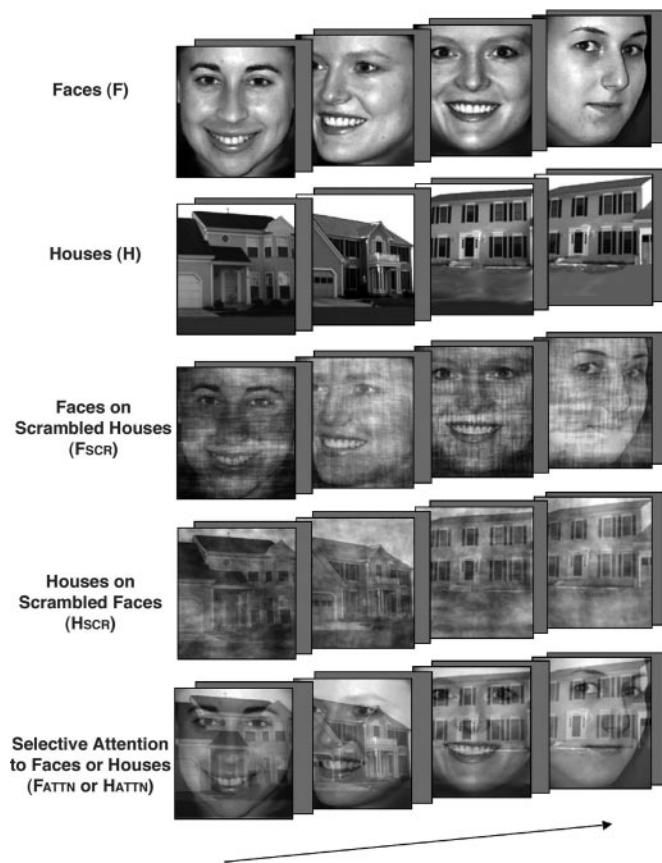 Faces (F)
Houses (H)
Faces on
Scrambled Houses
(FSCR)
Houses on
Scrambled Faces
(HSCR)
Selective Attention
to Faces or Houses
(FATTN or HATTN)